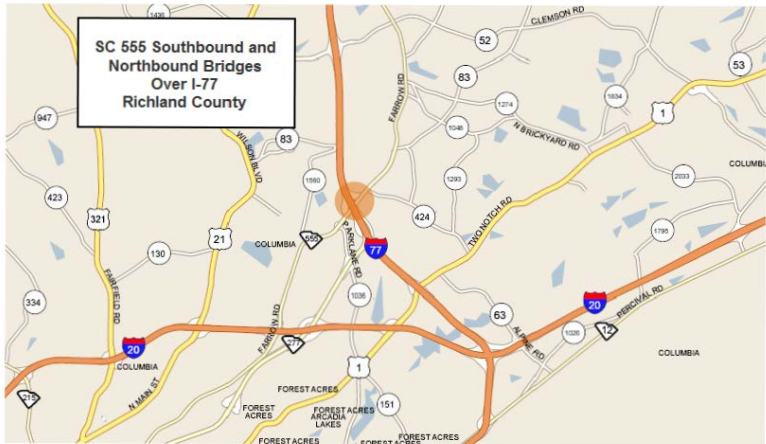 1436
CLEMSON RD
SC 555 Southbound and
Northbound Bridges
Over I-77
Richland County
52
53
83
FARROW RD
1274
1834
1
947
1046
N BRICKYARD RD
83
WILSON BLVD
COLUMBI
1560
1293
2033
423
321
21
424
TWO NOTCH RD
COLUMBIA
555
PARKLANE RD
77
1795
130
FAIRFIELD RD
334
1036
20
PERCIVAL RD
63
FARROW RD
277
12
1026
ALPINE RD
20
COLUMBIA
COLUMBIA
1
N MAIN ST
FOREST ACRES
215
FOREST
ACRES
FOREST
ACRES
ARCADIA
LAKES
151
FOREST
ACRES
FOREST ACRES